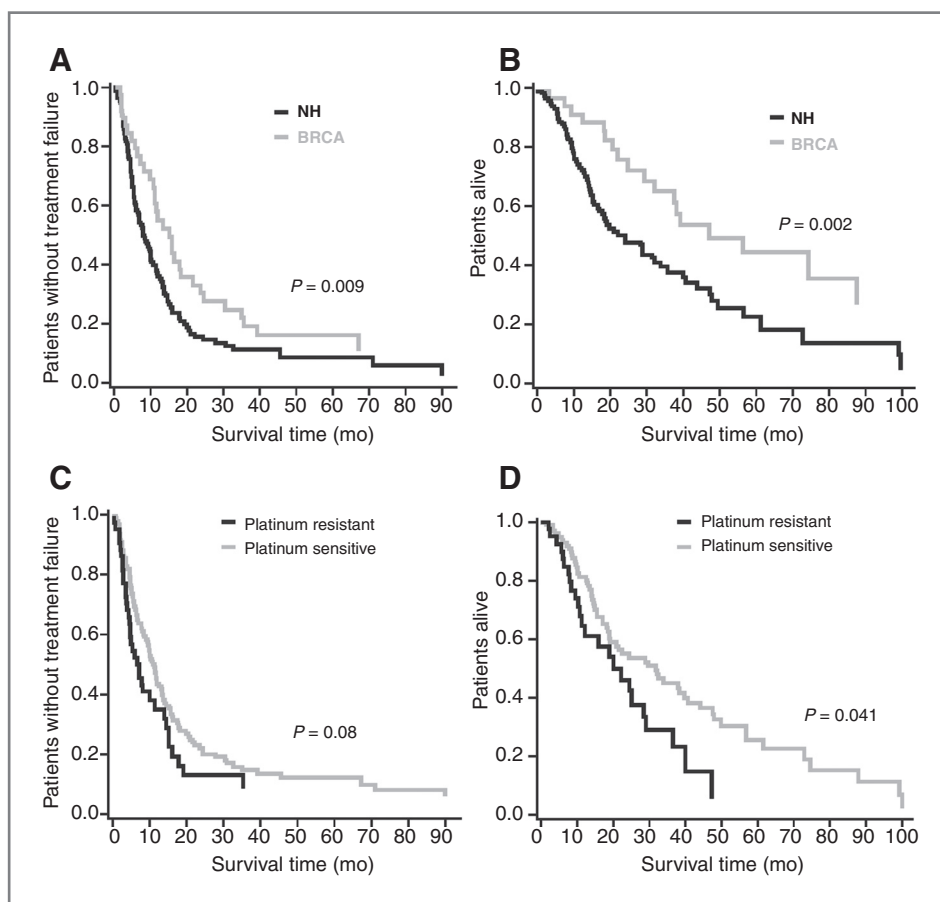 A
Patients without treatment failure
1.0
0.8
0.6
0.4
0.2
0.0
NH
BRCA
P = 0.009
0 10 20 30 40 50 60 70 80 90
Survival time (mo)
B
Patients alive
1.0
0.8
0.6
0.4
0.2
0.0
NH
BRCA
P = 0.002
0 10 20 30 40 50 60 70 80 90 100
Survival time (mo)
C
Patients without treatment failure
1.0
0.8
0.6
0.4
0.2
0.0
Platinum resistant
Platinum sensitive
P = 0.08
0 10 20 30 40 50 60 70 80 90
Survival time (mo)
D
Patients alive
1.0
0.8
0.6
0.4
0.2
0.0
Platinum resistant
Platinum sensitive
P = 0.041
0 10 20 30 40 50 60 70 80 90 100
Survival time (mo)